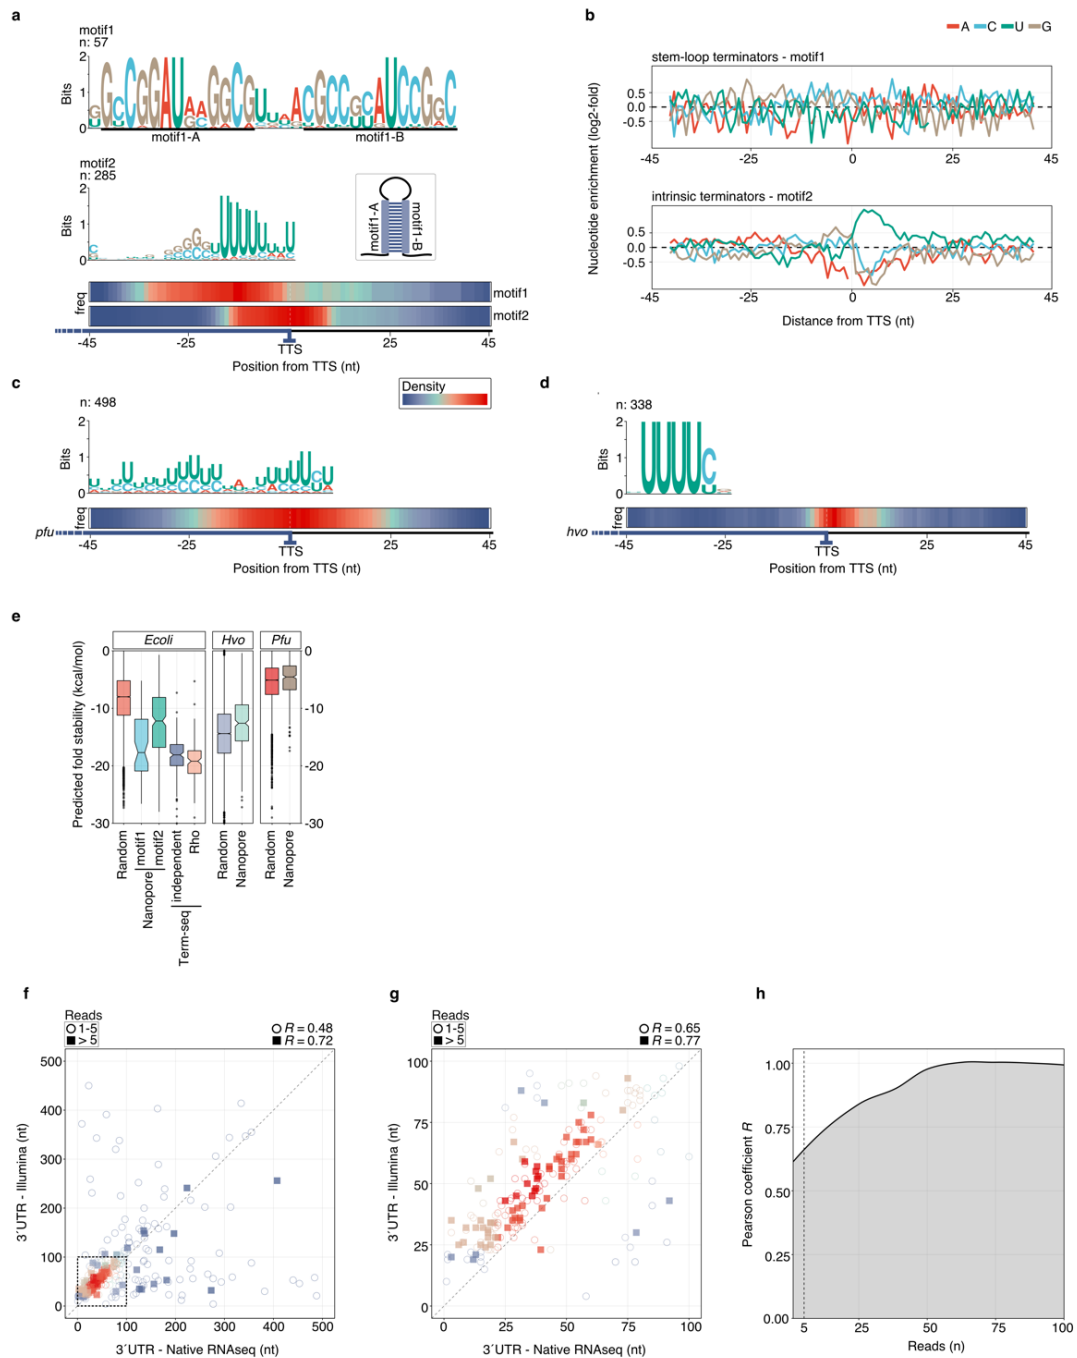 a
motif1
n: 57
2
1
0
Bits
motif1-A
motif1-B
motif2
n: 285
2
1
0
Bits
motif1-A
motif1-B
freq
motif1
motif2
-45
-25
TTS
25
45
Position from TTS (nt)
b
A C U G
stem-loop terminators - motif1
0.5
0.0
-0.5
-45 -25 0 25 45
intrinsic terminators - motif2
0.5
0.0
-0.5
-45 -25 0 25 45
Nucleotide enrichment (log2-fold)
Distance from TTS (nt)
c
Density
n: 498
2
1
0
Bits
freq
pfu
-45 -25 TTS 25 45
Position from TTS (nt)
d
n: 338
2
1
0
Bits
freq
hvo
-45 -25 TTS 25 45
Position from TTS (nt)
e
Ecoli Hvo Pfu
0 0
-10 -10
-20 -20
-30 -30
Predicted fold stability (kcal/mol)
Random
motif1
motif2
Nanopore
independent
Rho
Term-seq
Random
Nanopore
Random
Nanopore
f
Reads
1-5 R = 0.48
> 5 R = 0.72
500
400
300
200
100
0
3´UTR - Illumina (nt)
0 100 200 300 400 500
3´UTR - Native RNAseq (nt)
g
Reads
1-5 R = 0.65
> 5 R = 0.77
100
75
50
25
0
3´UTR - Illumina (nt)
0 25 50 75 100
3´UTR - Native RNAseq (nt)
h
1.00
0.75
0.50
0.25
0.00
Pearson coefficient R
5 25 50 75 100
Reads (n)